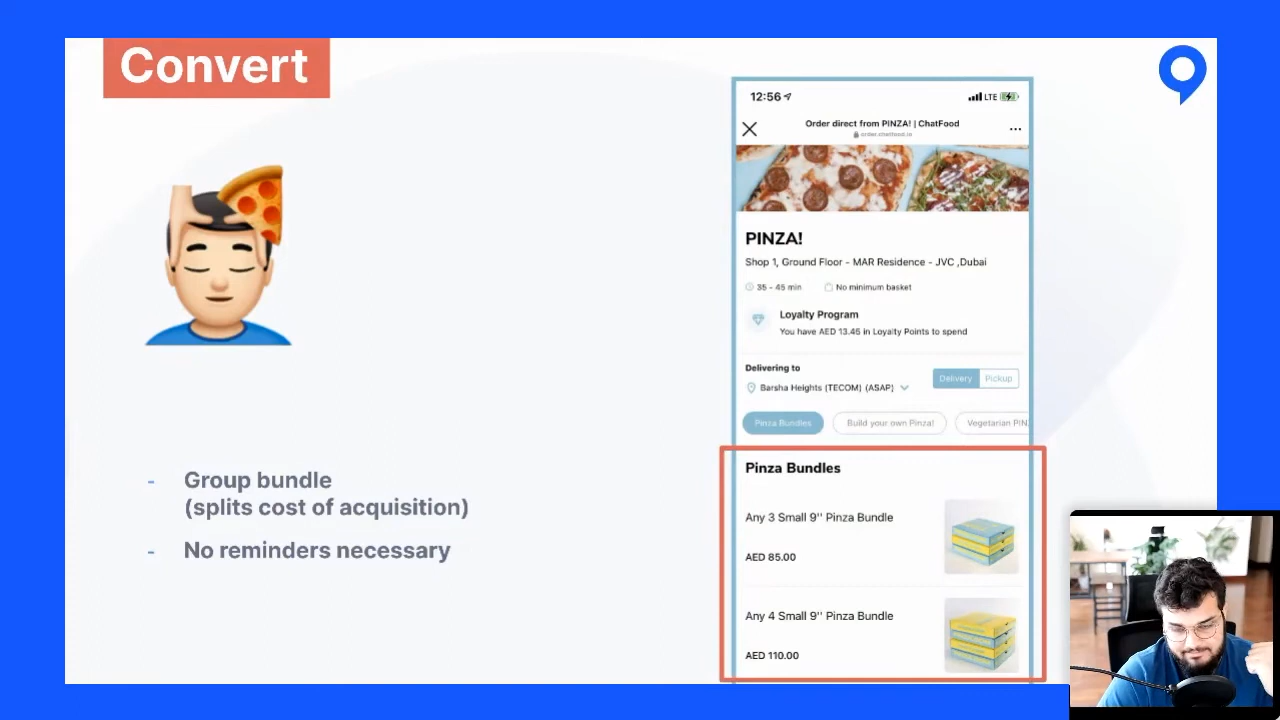 Convert
Group bundle
(splits cost of acquisition)
No reminders necessary
12:56
LTE
Order direct from PINZA! | ChatFood
order.chatfood.io
PINZA!
Shop 1, Ground Floor - MAR Residence - JVC ,Dubai
35 - 45 min
No minimum basket
Loyalty Program
You have AED 13.45 in Loyalty Points to spend
Delivering to
Barsha Heights (TECOM) (ASAP)
Delivery
Pickup
Pinza Bundles
Build your own Pinza!
Vegetarian PIN
Pinza Bundles
Any 3 Small 9'' Pinza Bundle
AED 85.00
Any 4 Small 9'' Pinza Bundle
AED 110.00